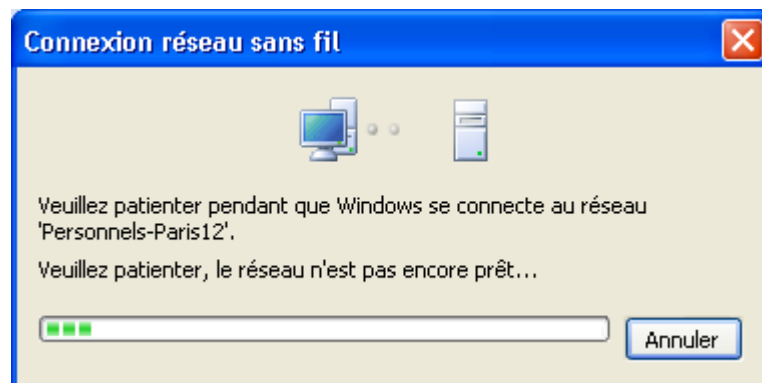 Connexion réseau sans fil
Veuillez patienter pendant que Windows se connecte au réseau
'Personnels-Paris12'.
Veuillez patienter, le réseau n'est pas encore prêt...
Annuler